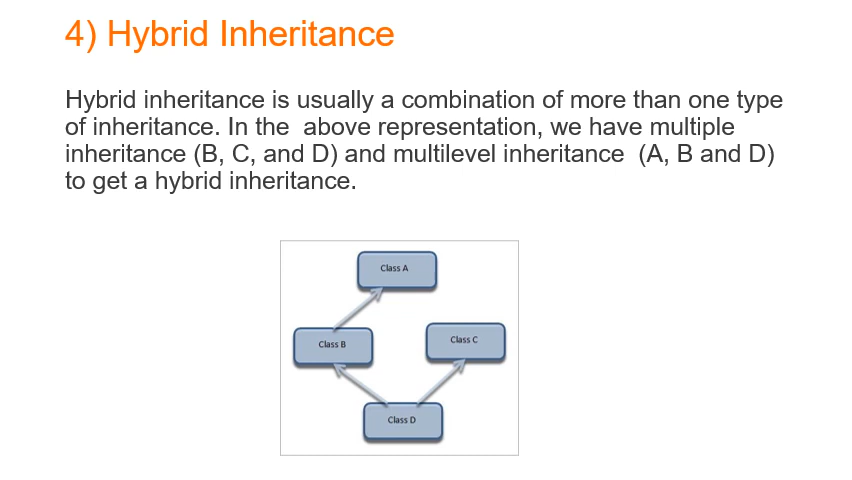 4) Hybrid Inheritance
Hybrid inheritance is usually a combination of more than one type
of inheritance. In the  above representation, we have multiple
inheritance (B, C, and D) and multilevel inheritance  (A, B and D)
to get a hybrid inheritance.
Class A
Class B
Class C
Class D